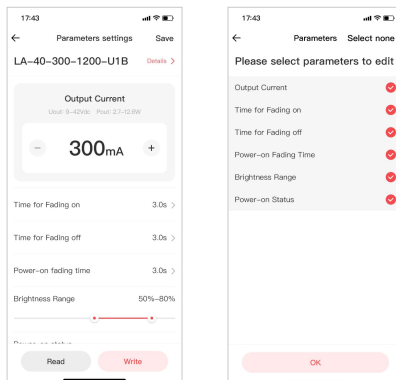 17:43
Parameters settings
Save
LA-40-300-1200-U1B
Details >
Output Current
Uout: 9-42Vdc Pout: 2.7-12.6W
− 300mA +
Time for Fading on
3.0s >
Time for Fading off
3.0s >
Power-on fading time
3.0s >
Brightness Range
50%-80%
Power-on status
Read
Write
17:43
Parameters
Select none
Please select parameters to edit
Output Current
Time for Fading on
Time for Fading off
Power-on Fading Time
Brightness Range
Power-on Status
OK